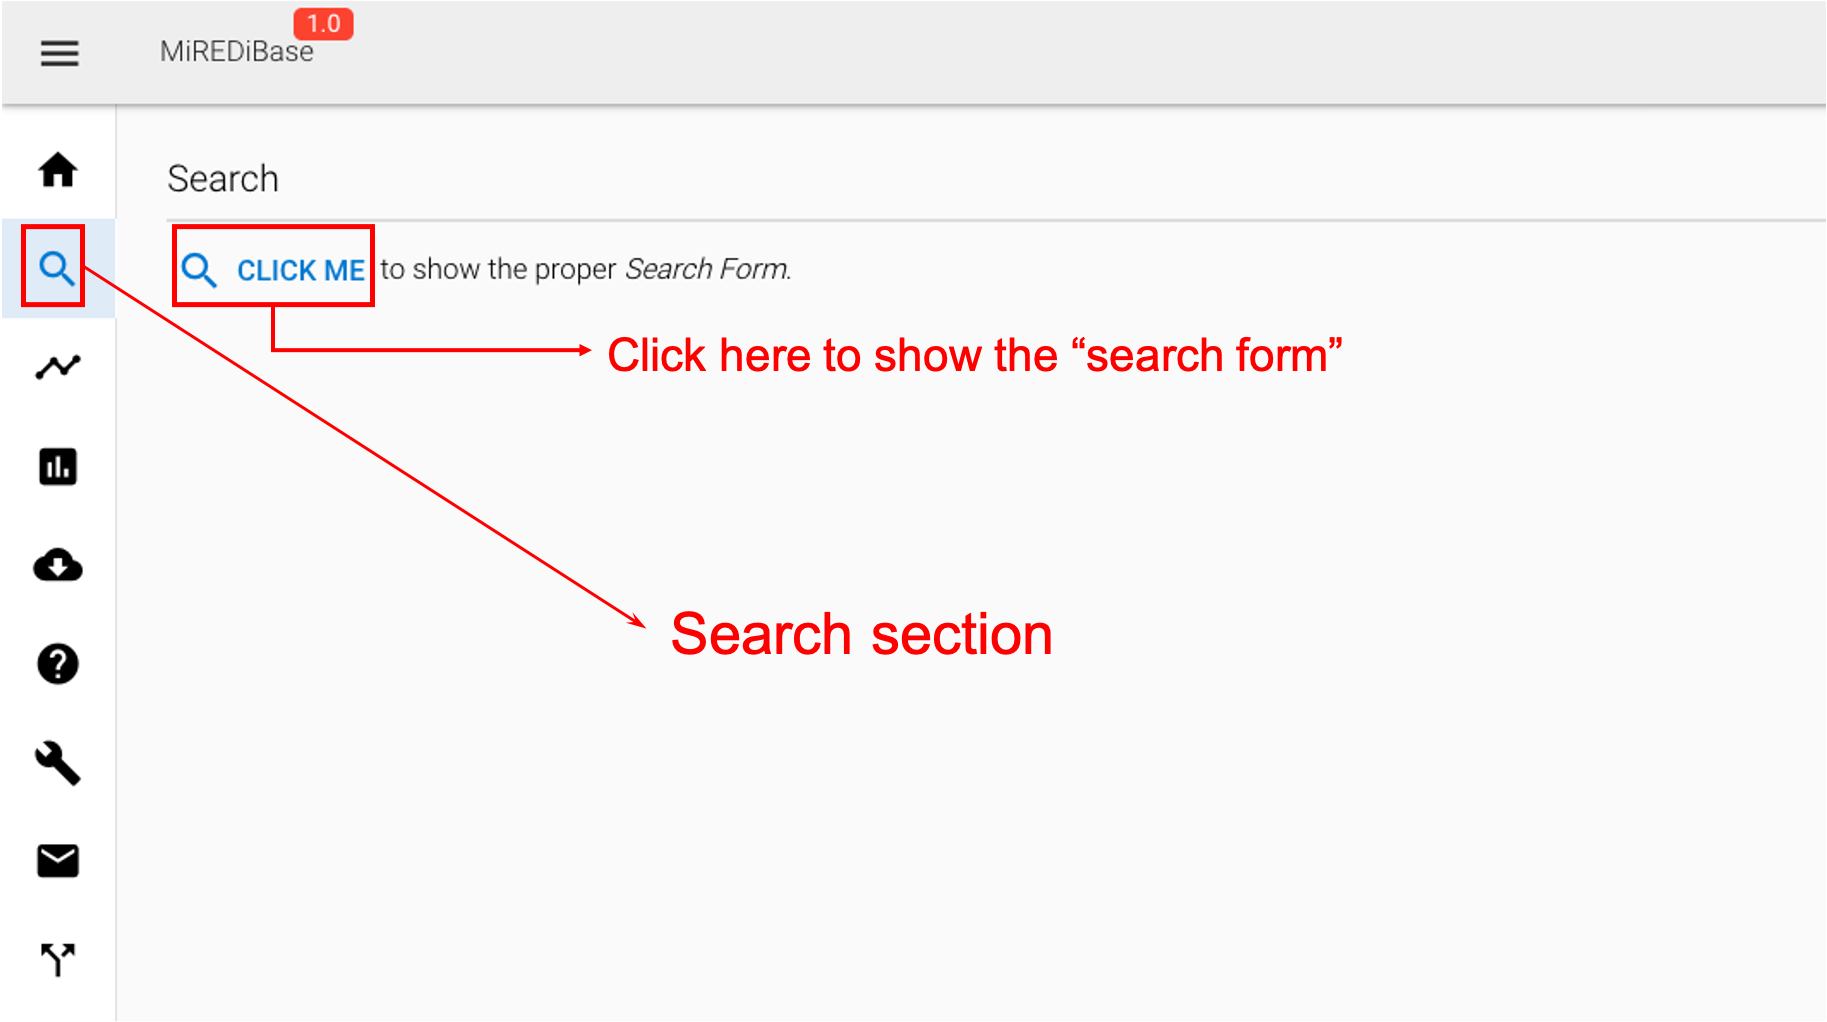 1.0
MiREDiBase
Search
CLICK ME to show the proper Search Form.
Click here to show the “search form”
Search section